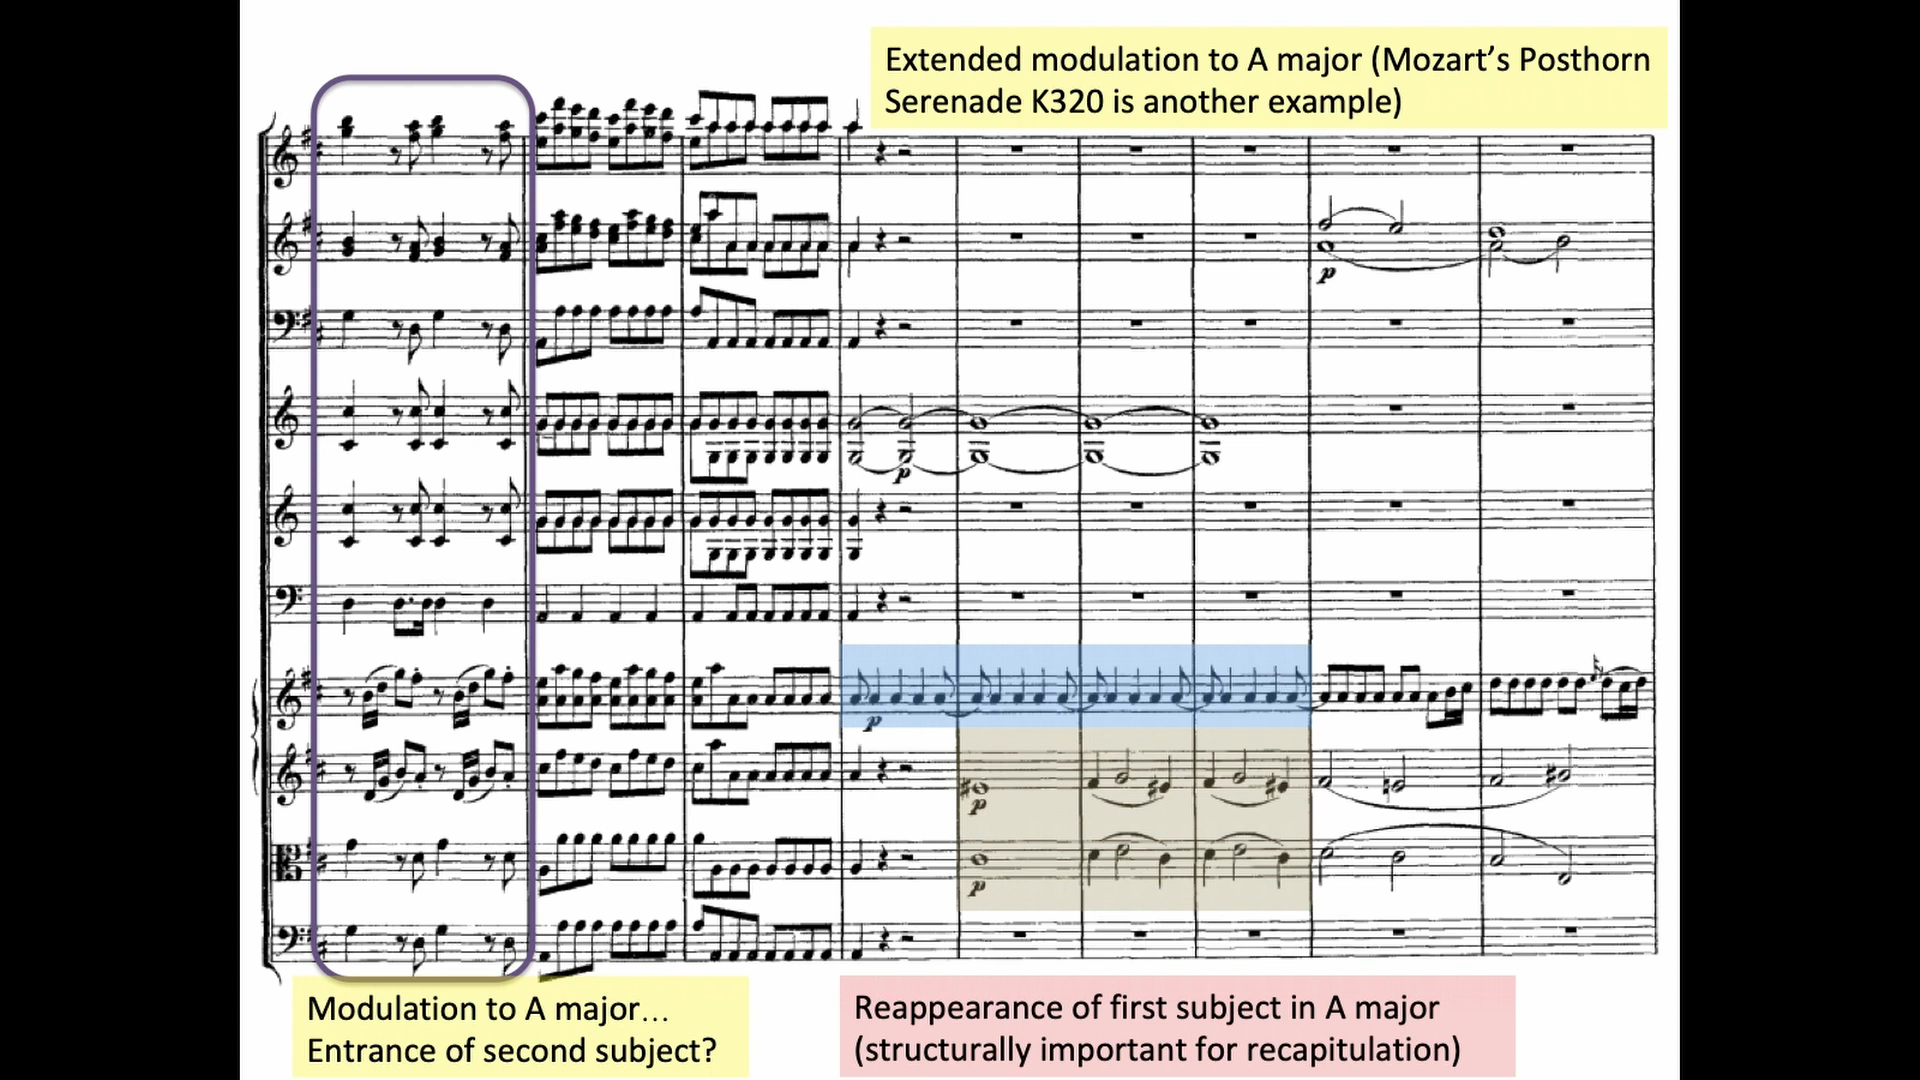 Extended modulation to A major (Mozart’s Posthorn
Serenade K320 is another example)
p
p
p
p
p
Modulation to A major…
Entrance of second subject?
Reappearance of first subject in A major
(structurally important for recapitulation)